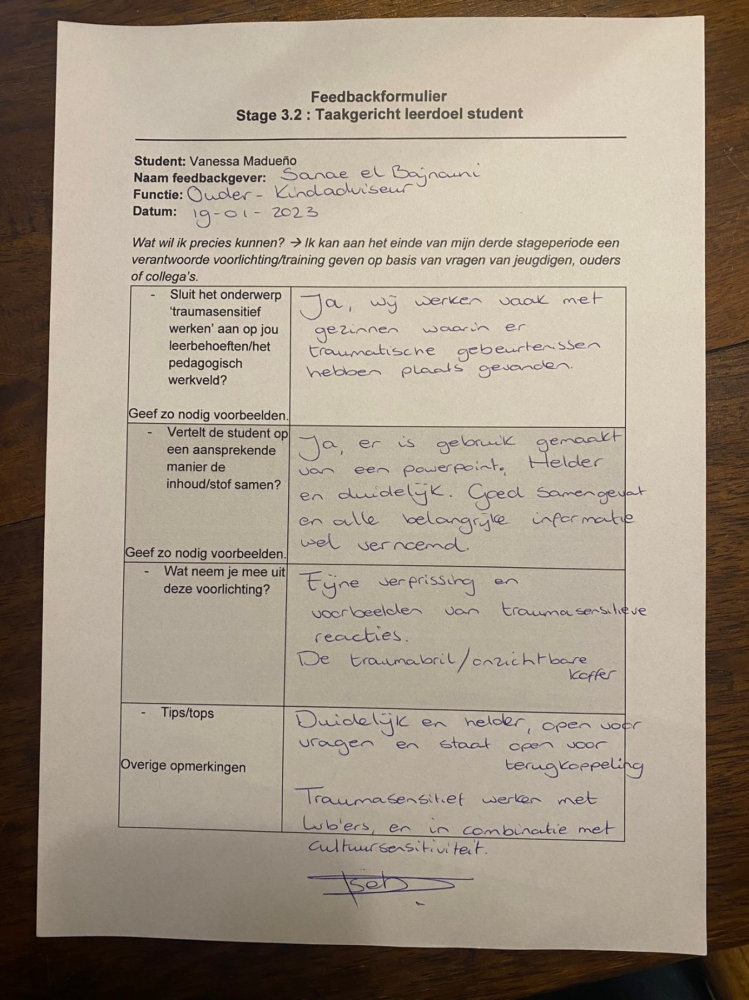 Feedbackformulier
Stage 3.2 : Taakgericht leerdoel student
Student: Vanessa Madueño
Naam feedbackgever: Sanae el Bajnouni
Functie: Ouder- Kindadviseur
Datum: 19-01-2023
Wat wil ik precies kunnen? → Ik kan aan het einde van mijn derde stageperiode een
verantwoorde voorlichting/training geven op basis van vragen van jeugdigen, ouders
of collega's.
- Sluit het onderwerp
'traumasensitief
werken' aan op jou
leerbehoeften/het
pedagogisch
werkveld?
Geef zo nodig voorbeelden.
Ja, wij werken vaak met
gezinnen waarin er
traumatische gebeurtenissen
hebben plaats gevonden.
- Vertelt de student op
een aansprekende
manier de
inhoud/stof samen?
Geef zo nodig voorbeelden.
Ja, er is gebruik gemaakt
van een powerpoint. Helder
en duidelijk. Goed samengevat
en alle belangrijke informatie
wel vernoemd.
- Wat neem je mee uit
deze voorlichting?
Fijne verfrissing en
voorbeelden van traumasensitieve
reacties.
De traumabril/onzichtbare
koffer
- Tips/tops
Overige opmerkingen
Duidelijk en helder, open voor
vragen en staat open voor
terugkoppeling
Traumasensitief werken met
lvb'ers, en in combinatie met
cultuursensitiviteit.